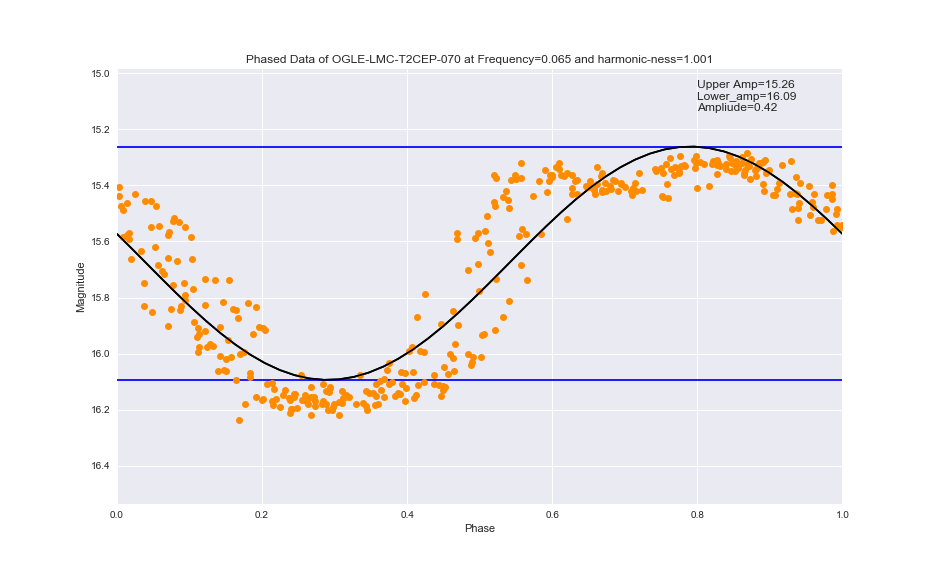 Phased Data of OGLE-LMC-T2CEP-070 at Frequency=0.065 and harmonic-ness=1.001
Upper Amp=15.26
Lower_amp=16.09
Ampliude=0.42
15.0
15.2
15.4
15.6
15.8
16.0
16.2
16.4
Magnitude
0.0 0.2 0.4 0.6 0.8 1.0
Phase